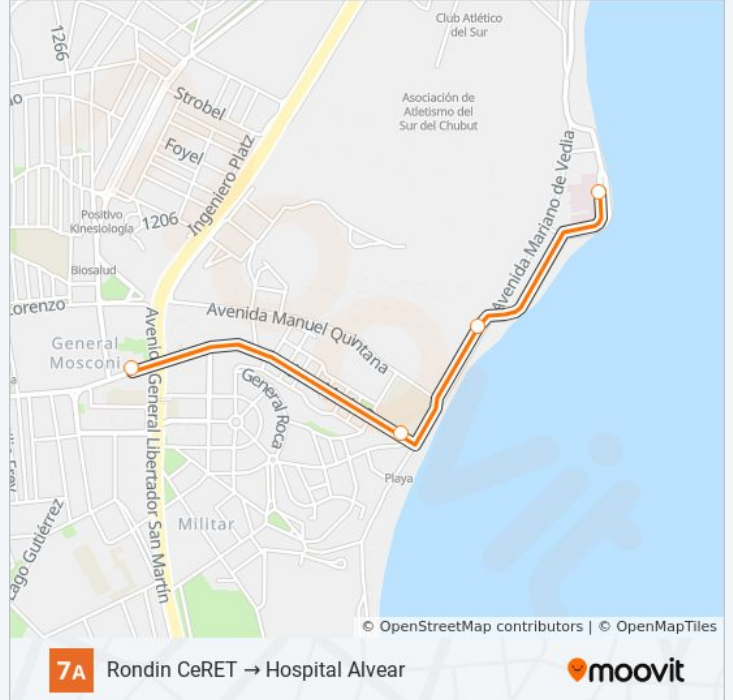 Club Atlético
del Sur
1266
Asociación de
Atletismo del
Sur del Chubut
Strobel
Foyel
Ingeniero Platz
Avenida Mariano de Vedia
Positivo
Kinesiología
1206
Biosalud
orenzo
Avenida Manuel Quintana
General
Mosconi
Avenida General Libertador San Martín
General Roca
Playa
Militar
ago Gutiérrez
© OpenStreetMap contributors | © OpenMapTiles
7A Rondin CeRET → Hospital Alvear
moovit